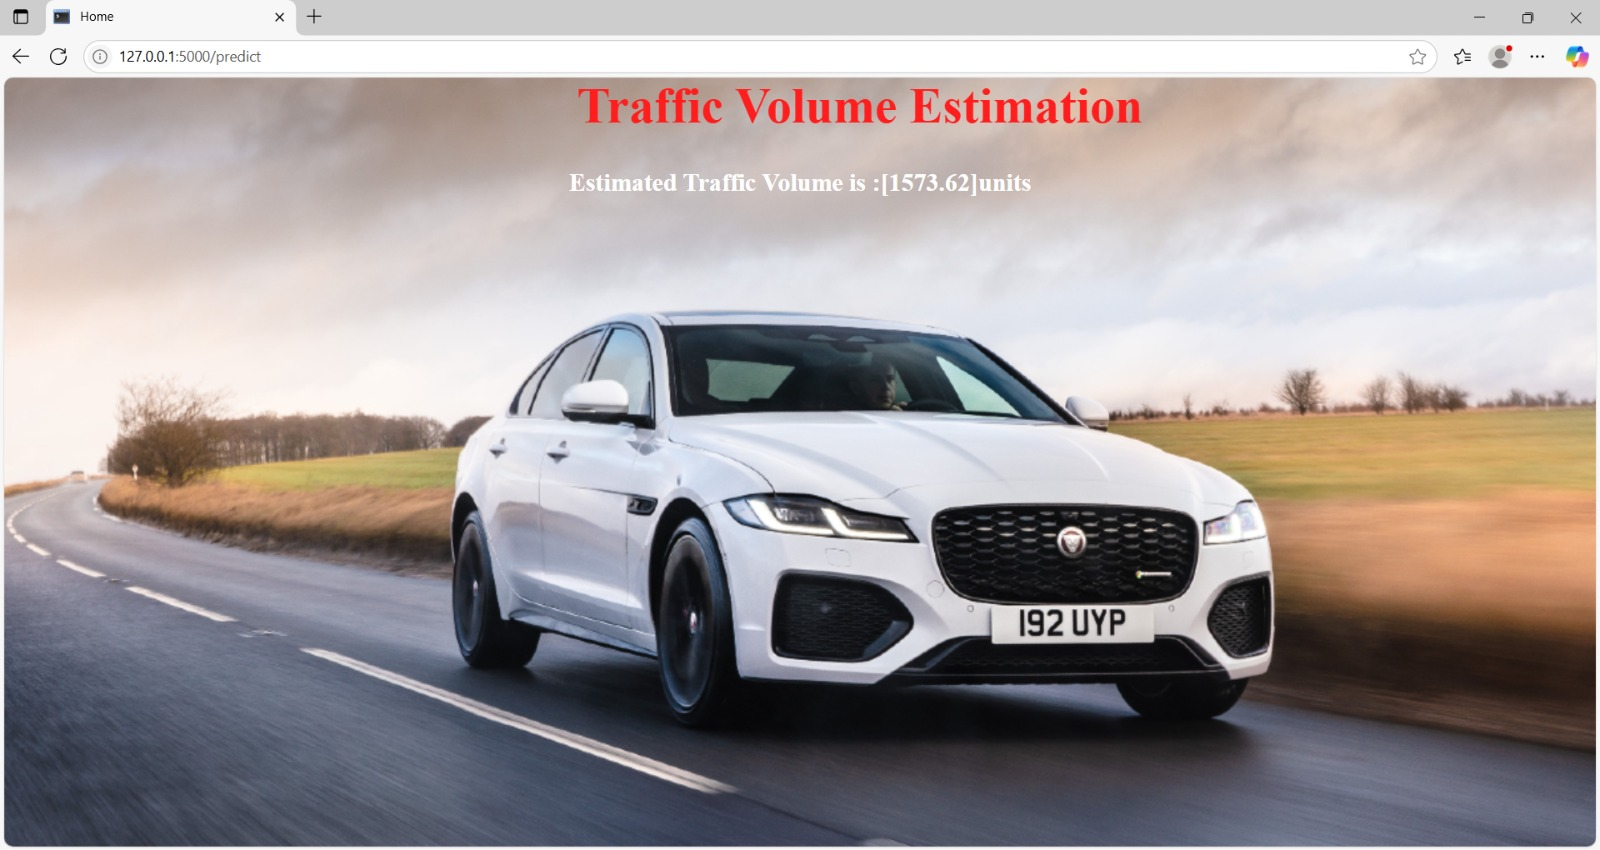 Home
127.0.0.1:5000/predict
Traffic Volume Estimation
Estimated Traffic Volume is :[1573.62]units
192 UYP